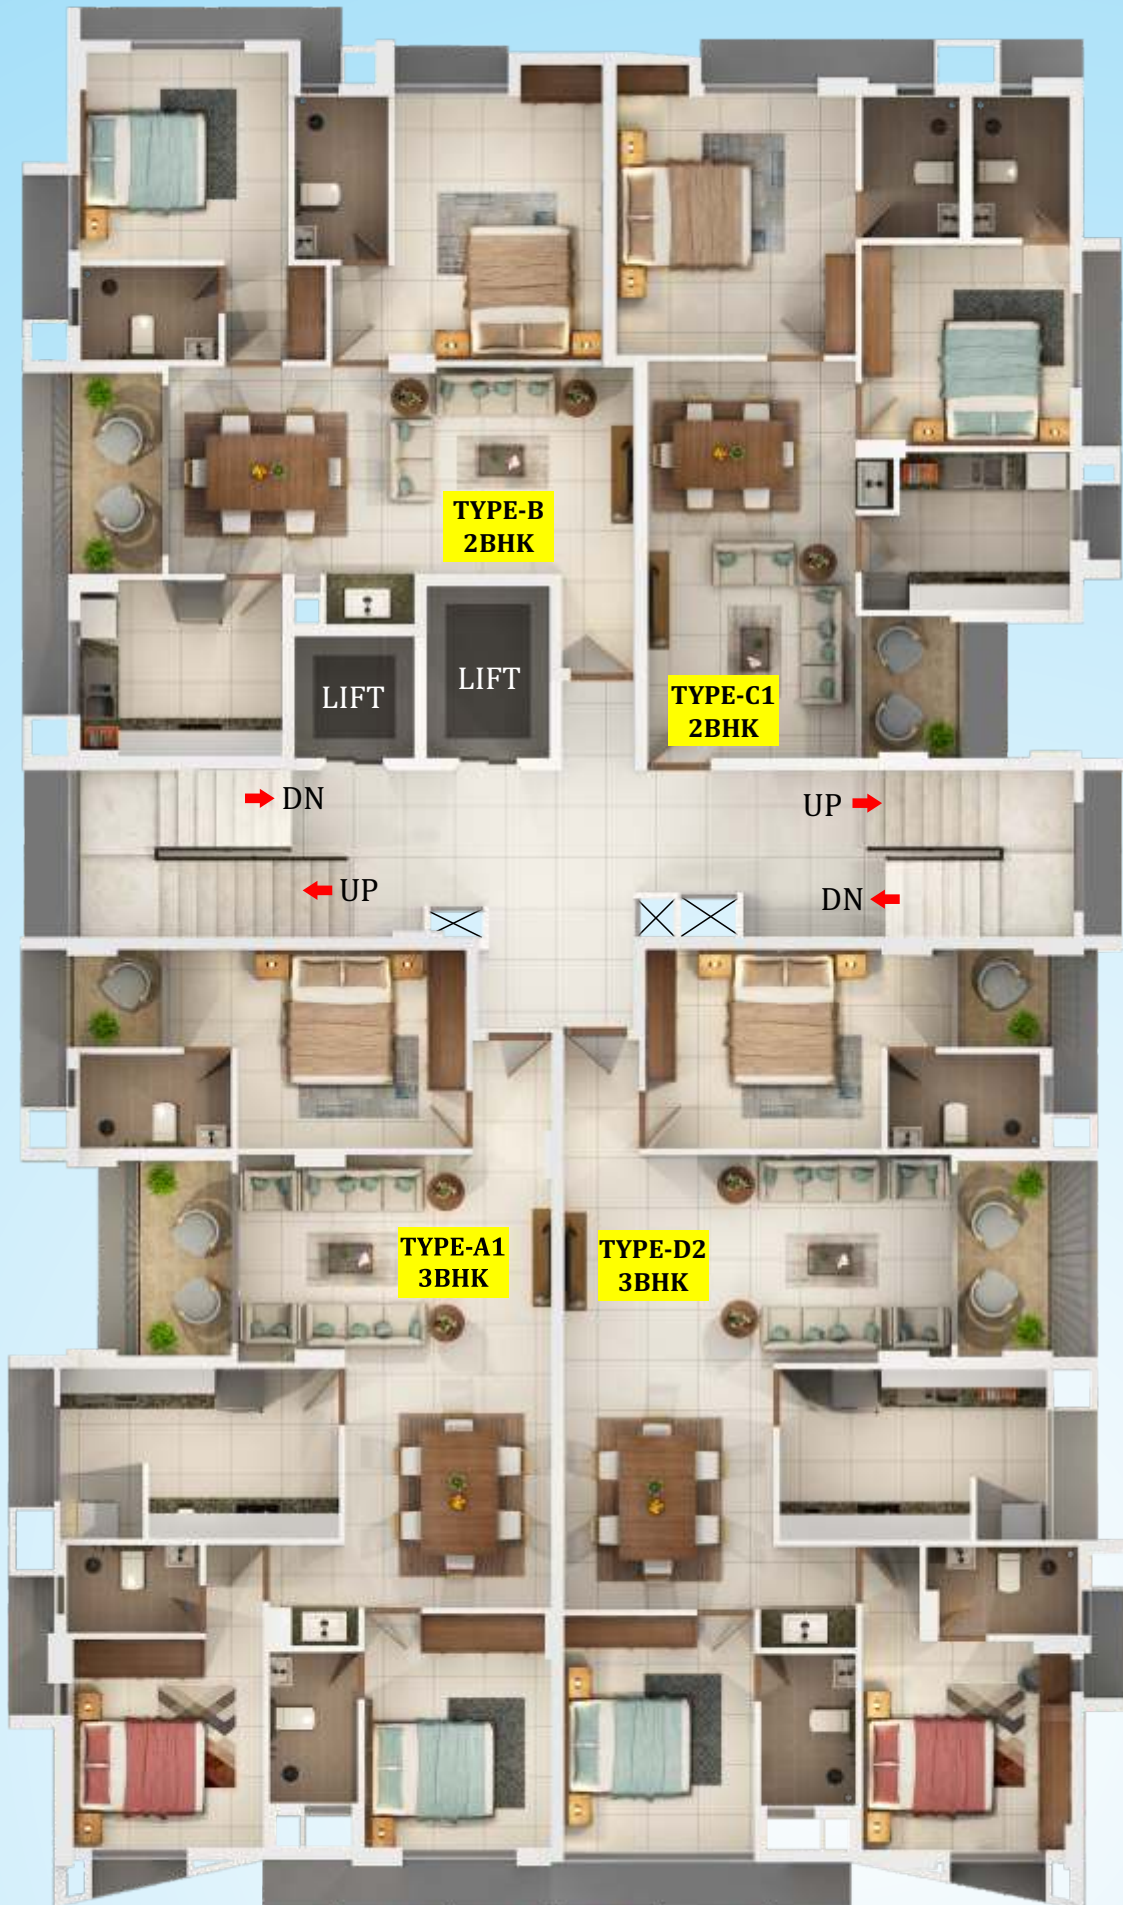 TYPE-B
2BHK
LIFT
LIFT
TYPE-C1
2BHK
DN
UP
UP
DN
TYPE-A1
3BHK
TYPE-D2
3BHK